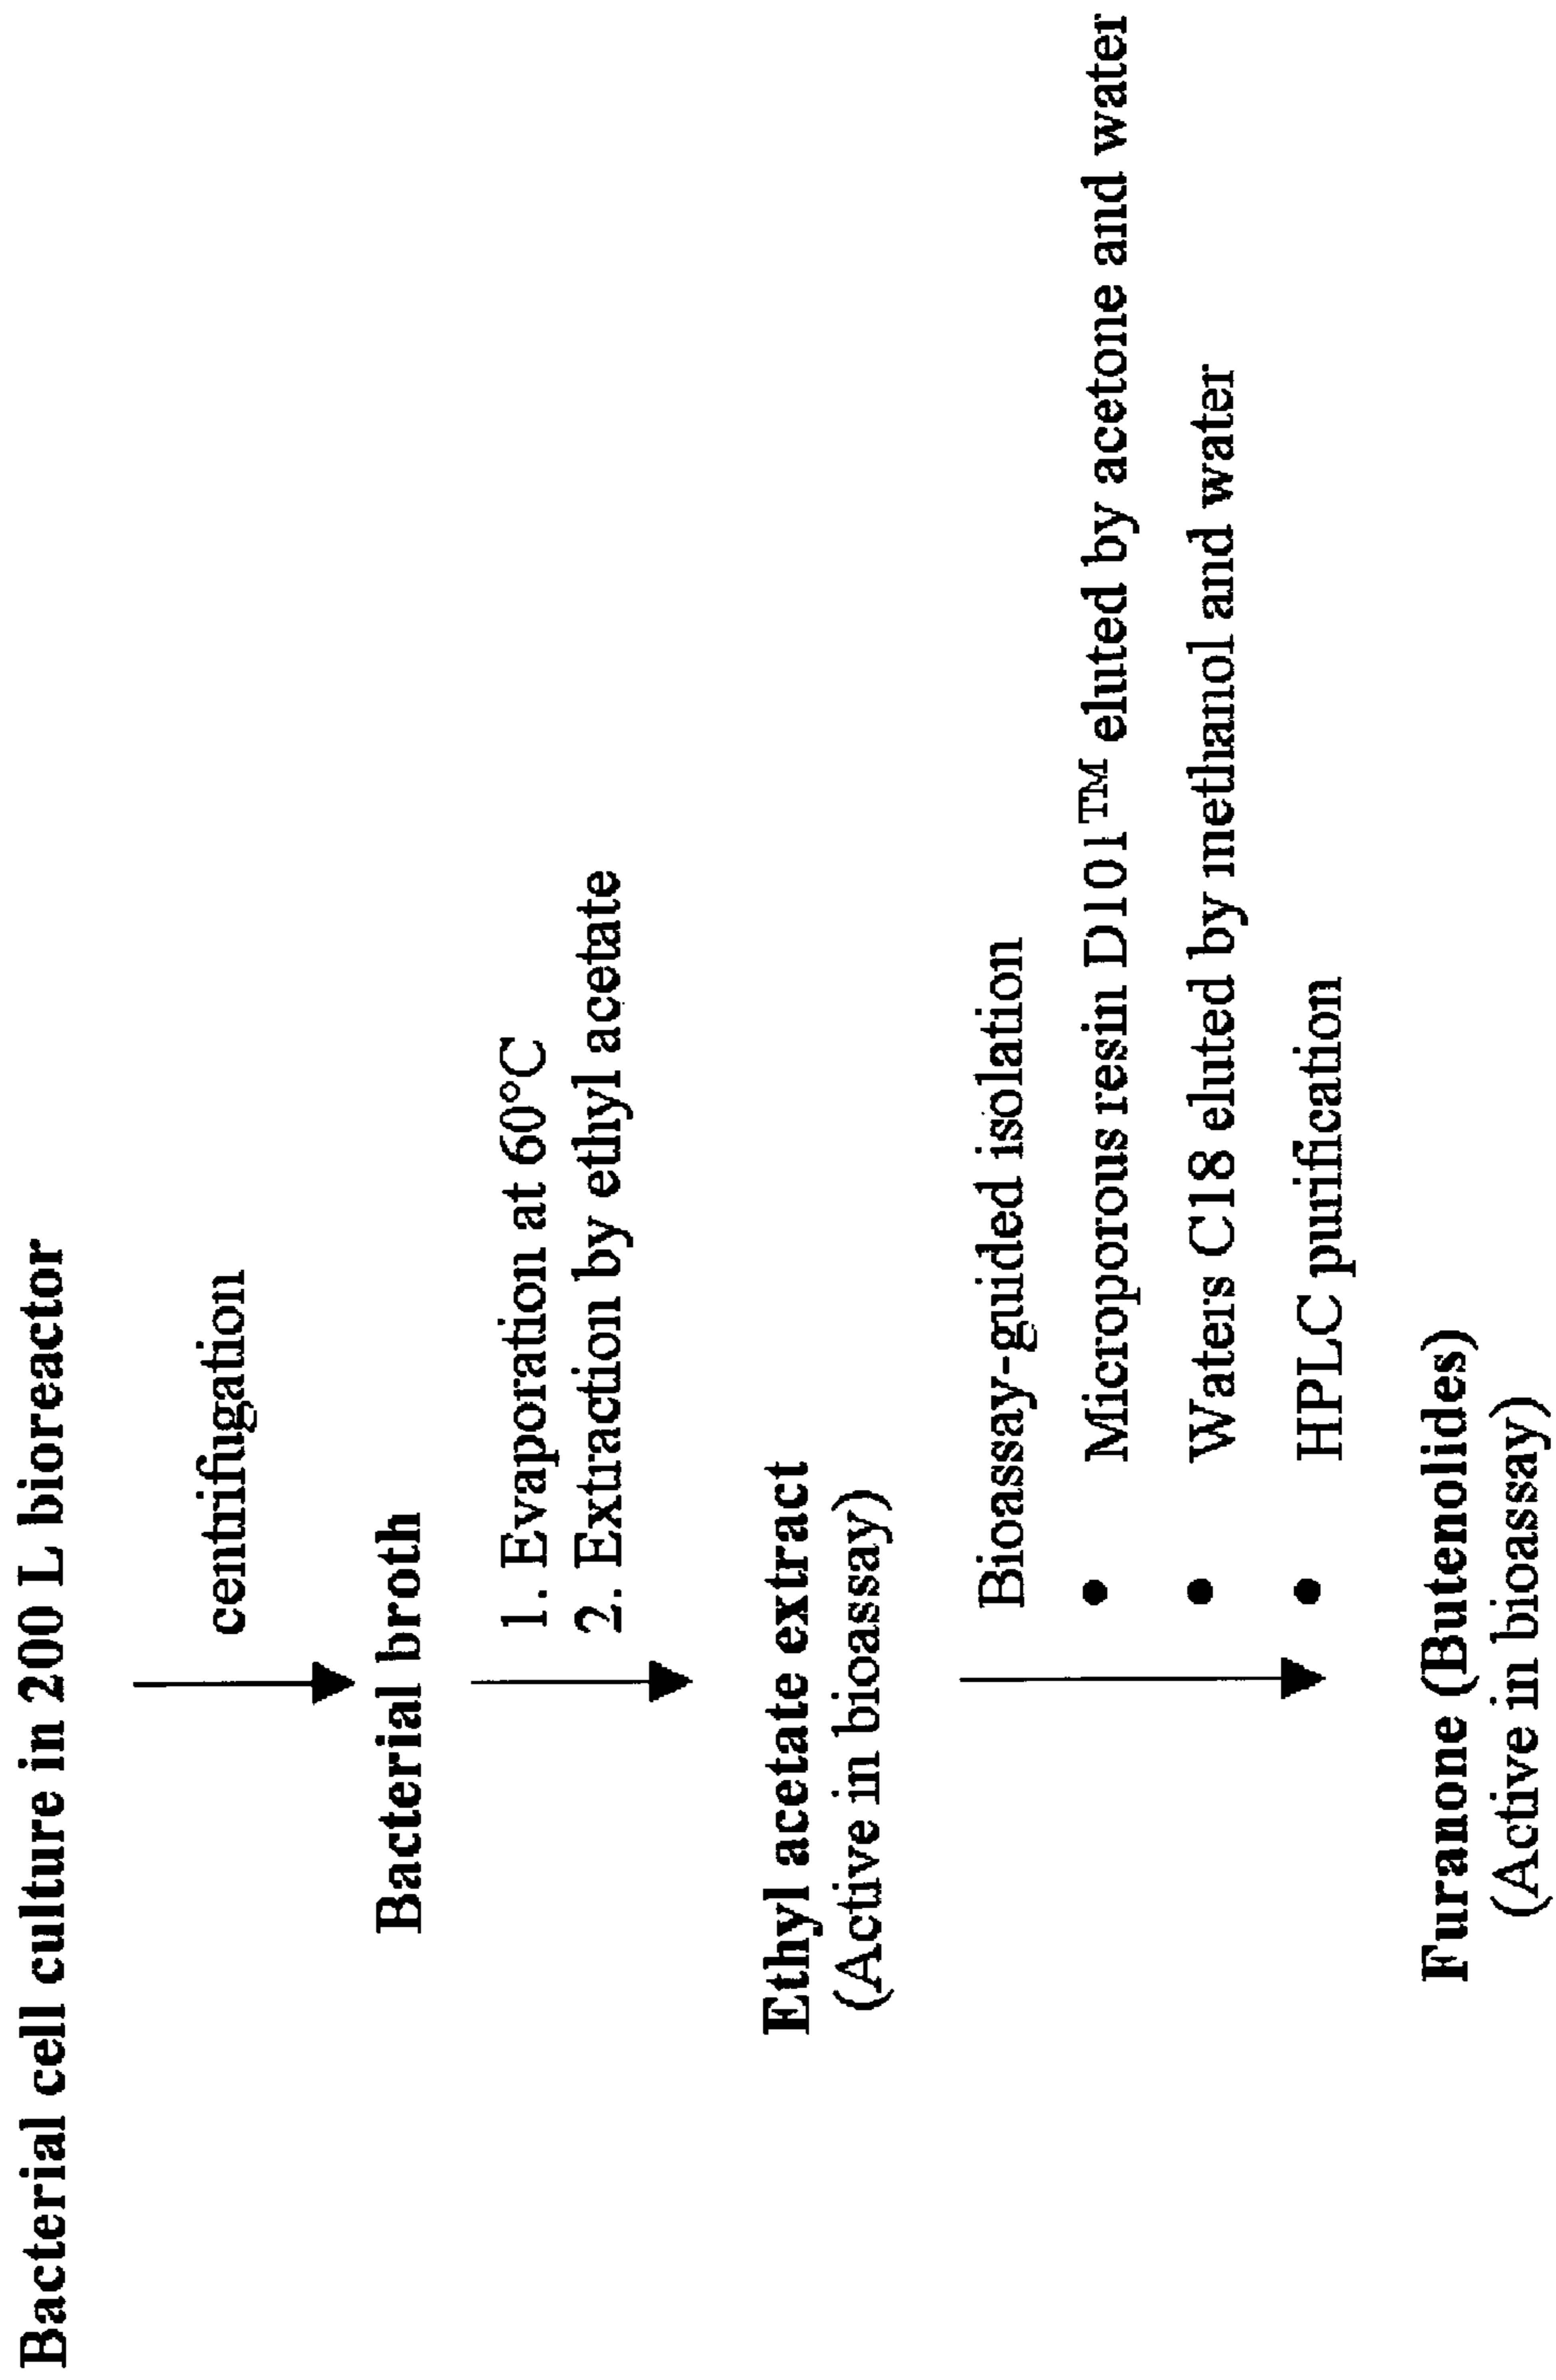 Bacterial cell culture in 200 L bioreactor
centrifugation
Bacterial broth
1. Evaporation at 60°C
2. Extraction by ethyl acetate
Ethyl acetate extract
(Active in bioassay)
Bioassay-guided isolation
• Microporous resin D101™ eluted by acetone and water
• Waters C18 eluted by methanol and water
• HPLC purification
Furanone (Butenolides)
(Active in bioassay)